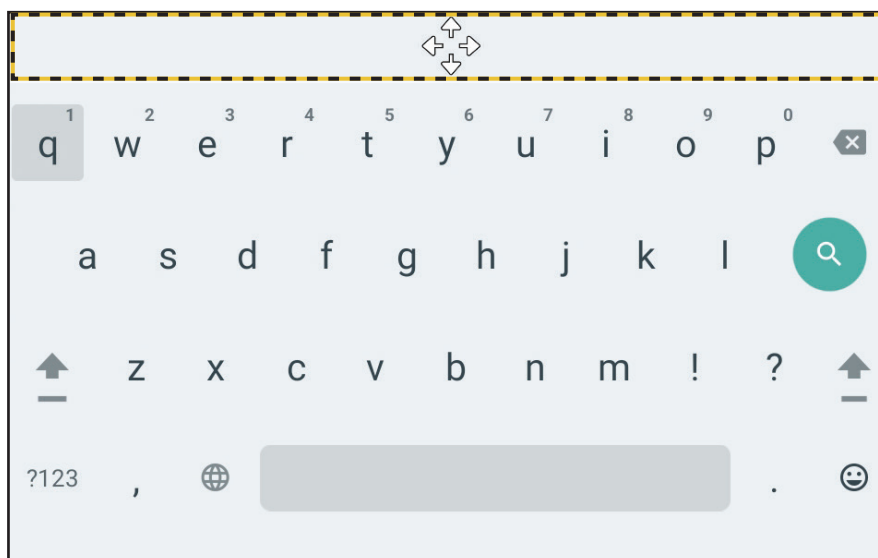 1 2 3 4 5 6 7 8 9 0
q w e r t y u i o p
a s d f g h j k l
z x c v b n m ! ?
?123 , .